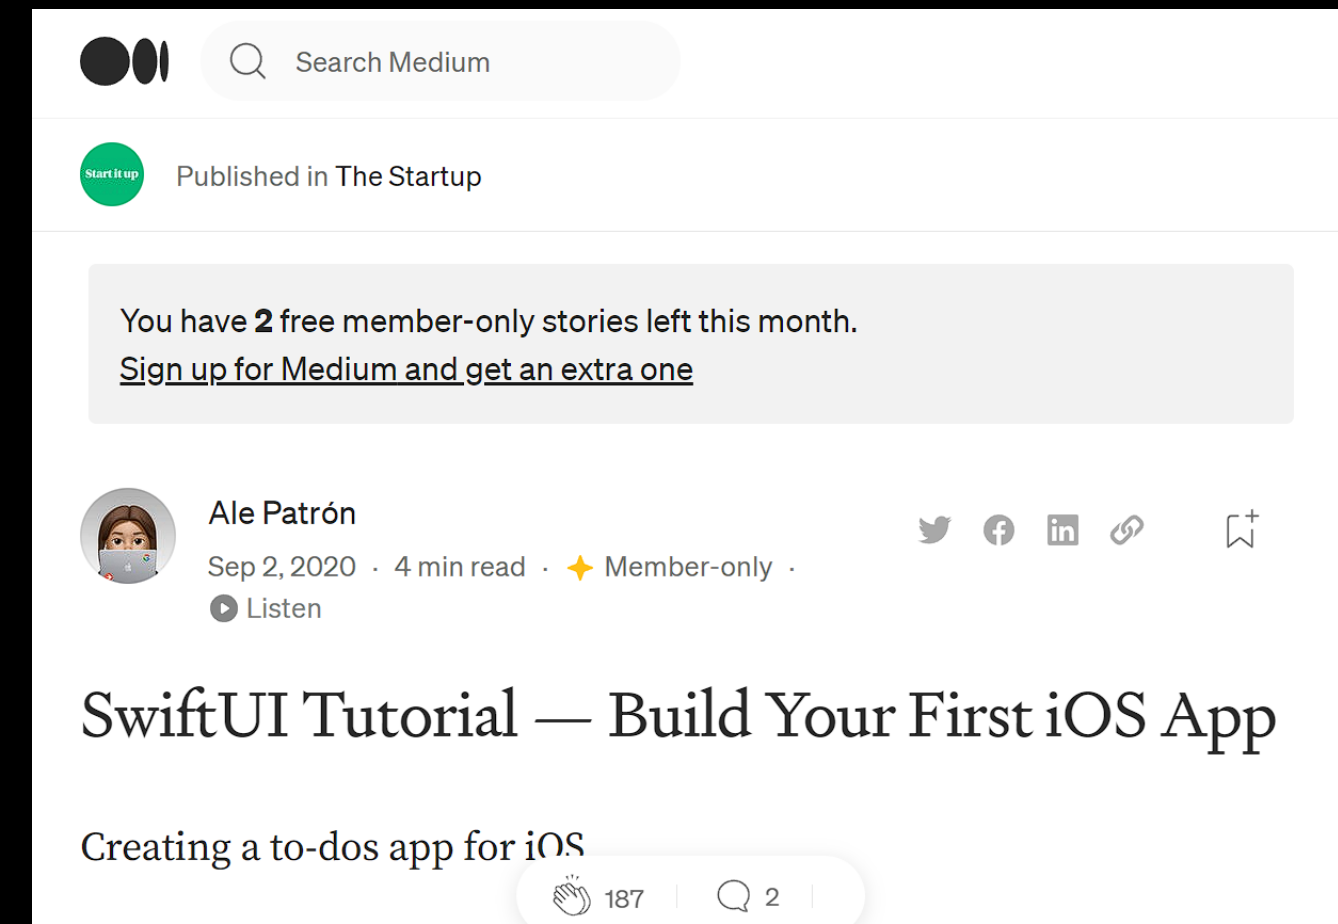 Search Medium
Start it up
Published in The Startup
You have 2 free member-only stories left this month.
Sign up for Medium and get an extra one
Ale Patrón
Sep 2, 2020 · 4 min read · Member-only ·
Listen
in
SwiftUI Tutorial — Build Your First iOS App
Creating a to-dos app for iOS
187 2